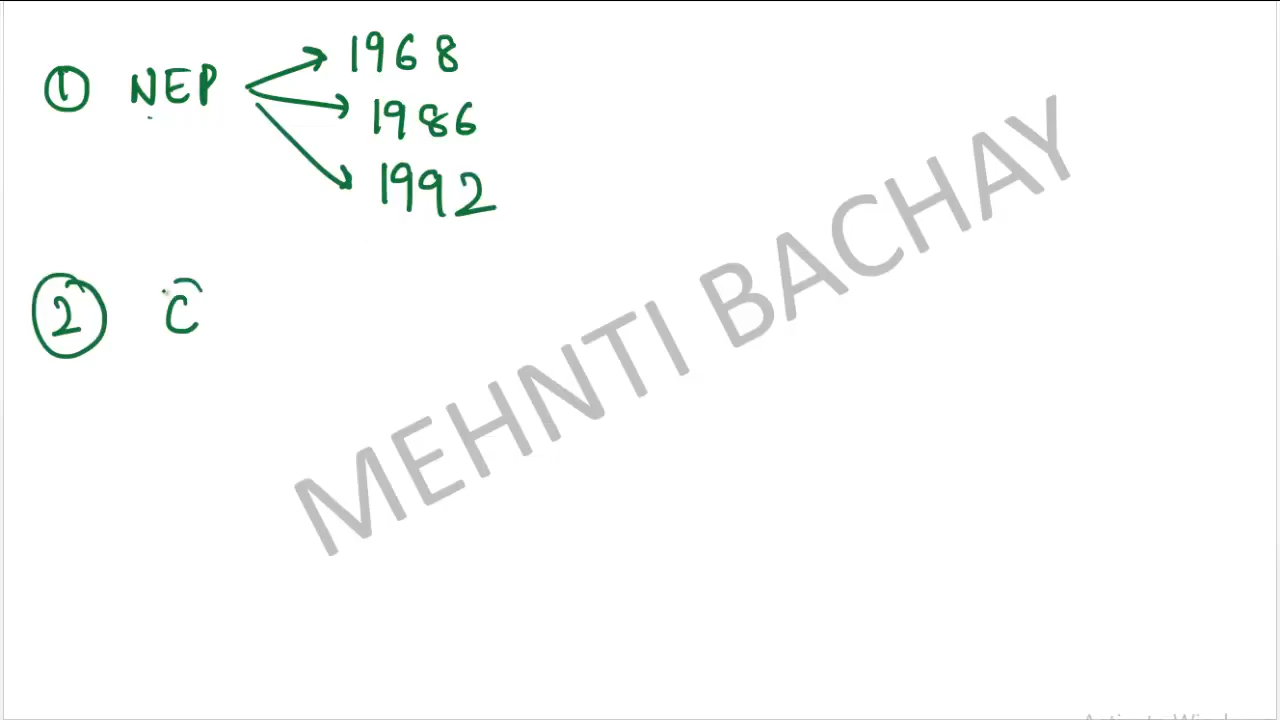 ① NEP → 1968
→ 1986
→ 1992
② C
MEHNTI BACHAY